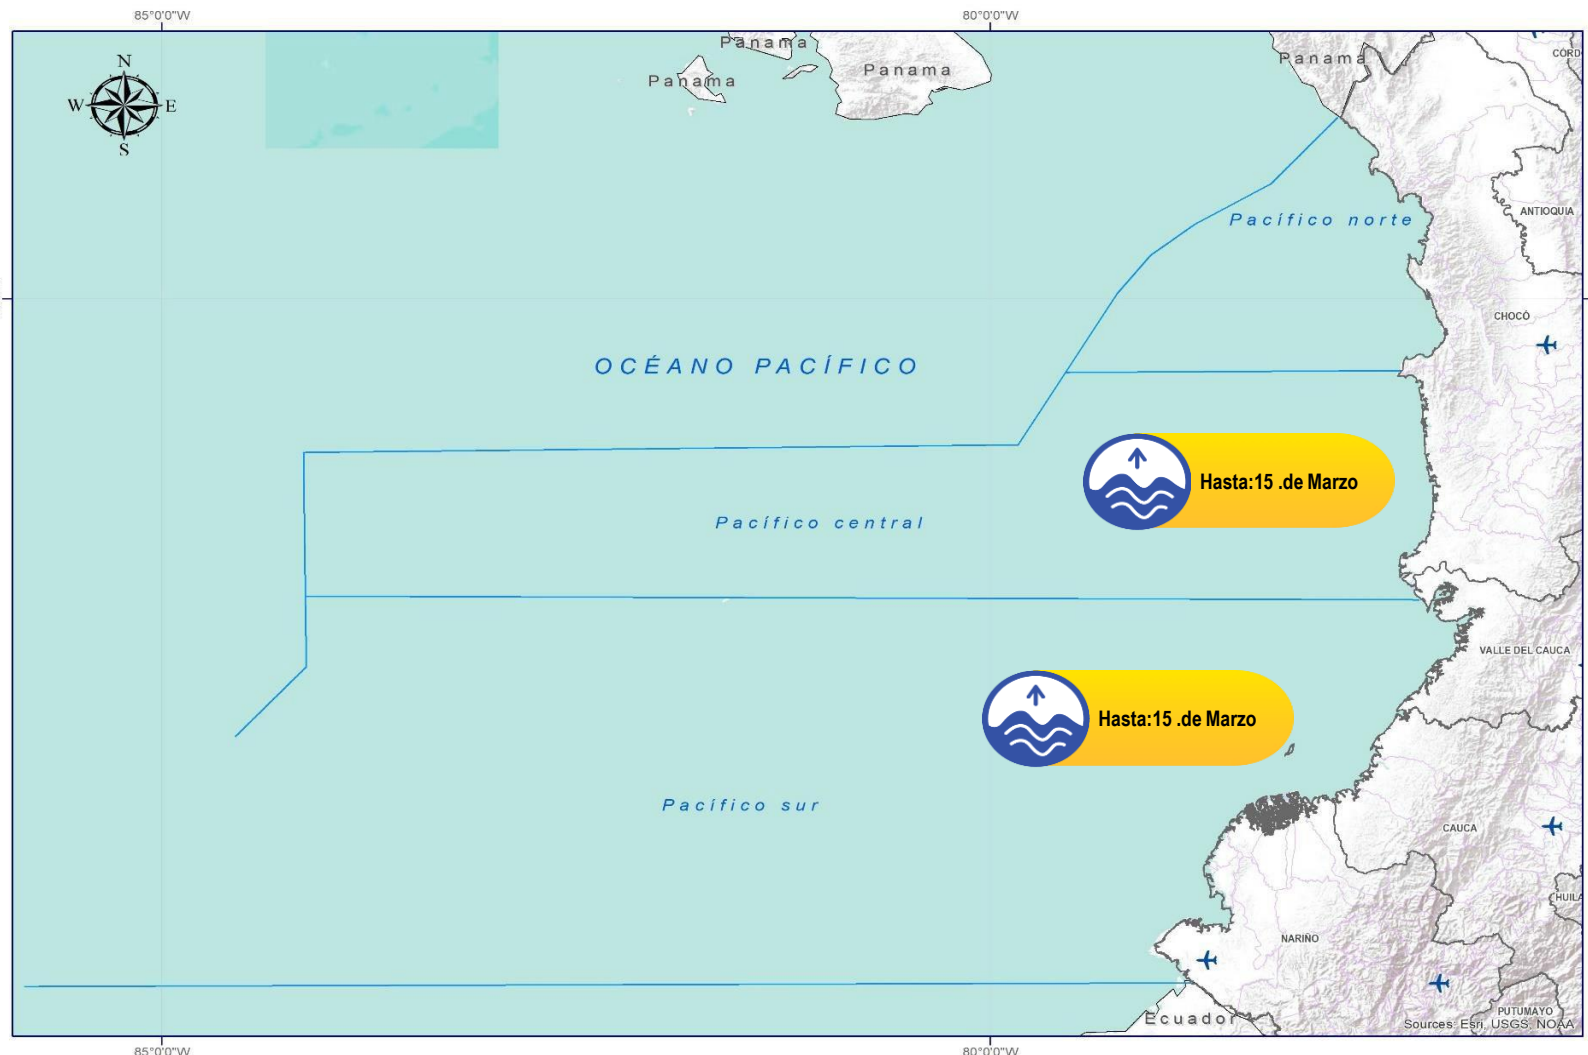 85°0'0"W
80°0'0"W
N
W
E
S
Panama
Panama
Panama
Panama
CÓRD
ANTIOQUIA
Pacífico norte
CHOCÓ
OCÉANO PACÍFICO
Hasta:15 .de Marzo
Pacífico central
VALLE DEL CAUCA
Hasta:15 .de Marzo
Pacífico sur
CAUCA
HUILA
NARIÑO
PUTUMAYO
Ecuador
Sources: Esri, USGS, NOAA
85°0'0"W
80°0'0"W